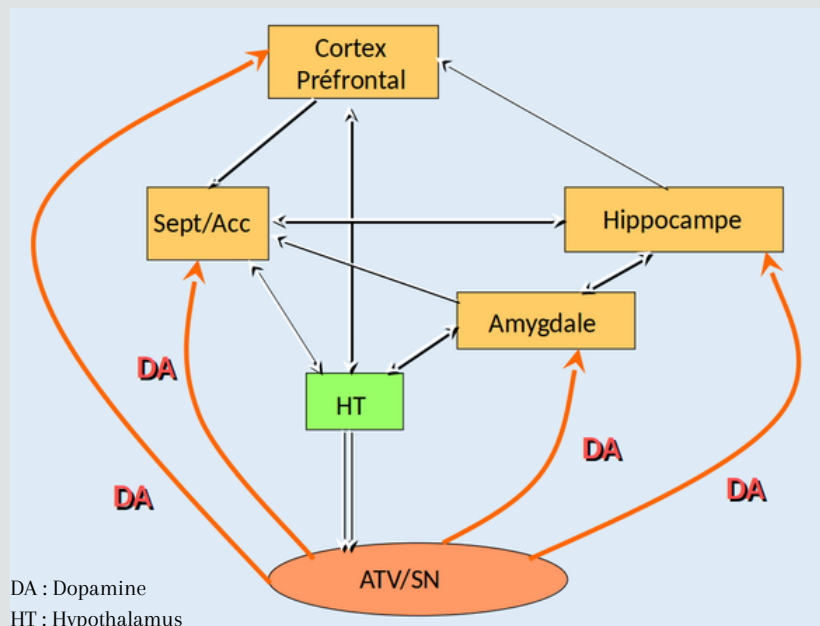 Cortex
Préfrontal
Sept/Acc
Hippocampe
Amygdale
DA
HT
DA
DA
DA
ATV/SN
DA : Dopamine
HT : Hypothalamus